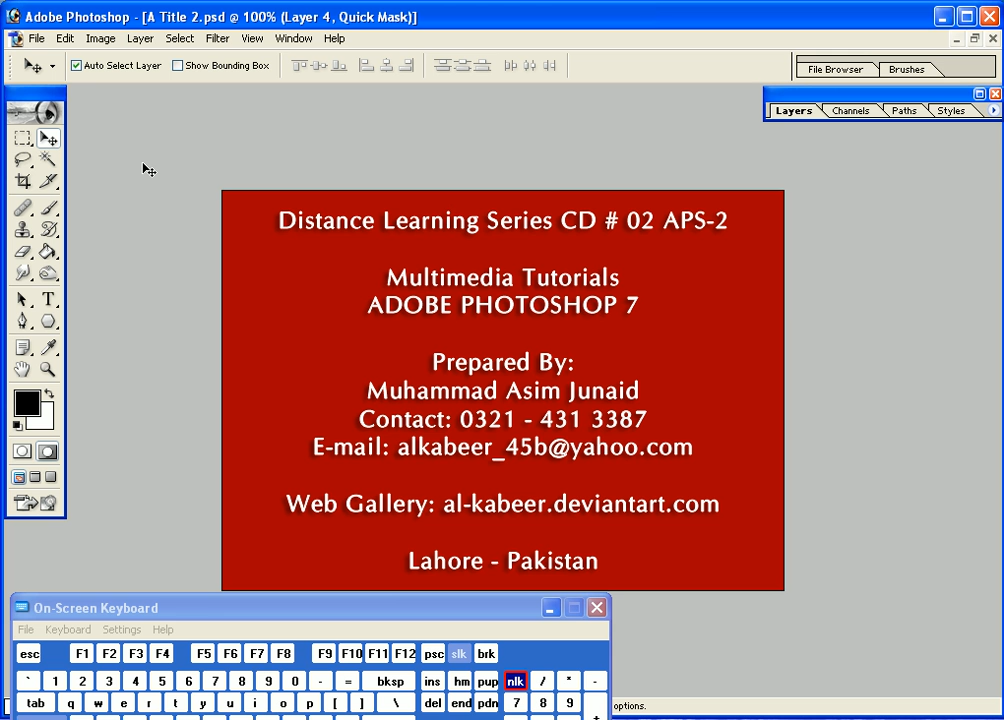 Adobe Photoshop - [A Title 2.psd @ 100% (Layer 4, Quick Mask)]
File Edit Image Layer Select Filter View Window Help
Auto Select Layer Show Bounding Box File Browser Brushes
Layers Channels Paths Styles
Distance Learning Series CD # 02 APS-2
Multimedia Tutorials
ADOBE PHOTOSHOP 7
Prepared By:
Muhammad Asim Junaid
Contact: 0321 - 431 3387
E-mail: alkabeer_45b@yahoo.com
Web Gallery: al-kabeer.deviantart.com
Lahore - Pakistan
On-Screen Keyboard
File Keyboard Settings Help
esc F1 F2 F3 F4 F5 F6 F7 F8 F9 F10 F11 F12 psc slk brk
` 1 2 3 4 5 6 7 8 9 0 - = bksp ins hm pup nlk / * -
tab q w e r t y u i o p [ ] \ del end pdn 7 8 9 +
options.